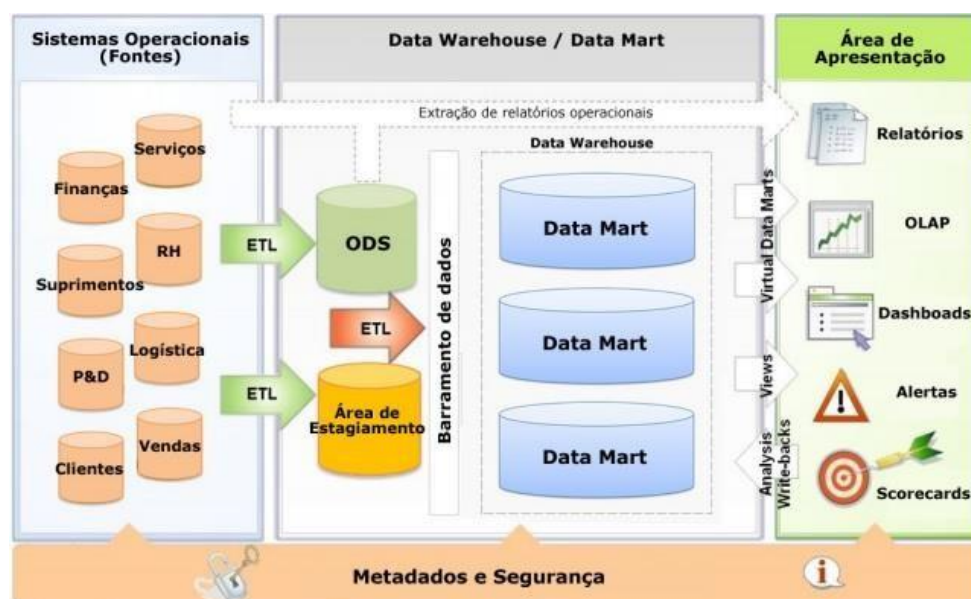 Sistemas Operacionais
(Fontes)
Data Warehouse / Data Mart
Área de
Apresentação
Extração de relatórios operacionais
Serviços
Finanças
RH
Suprimentos
Logística
P&D
Vendas
Clientes
ETL
ETL
ODS
ETL
Área de
Estagiamento
Barramento de dados
Data Warehouse
Data Mart
Data Mart
Data Mart
Virtual Data Marts
Views
Analysis
Write-backs
Relatórios
OLAP
Dashboads
Alertas
Scorecards
Metadados e Segurança
i